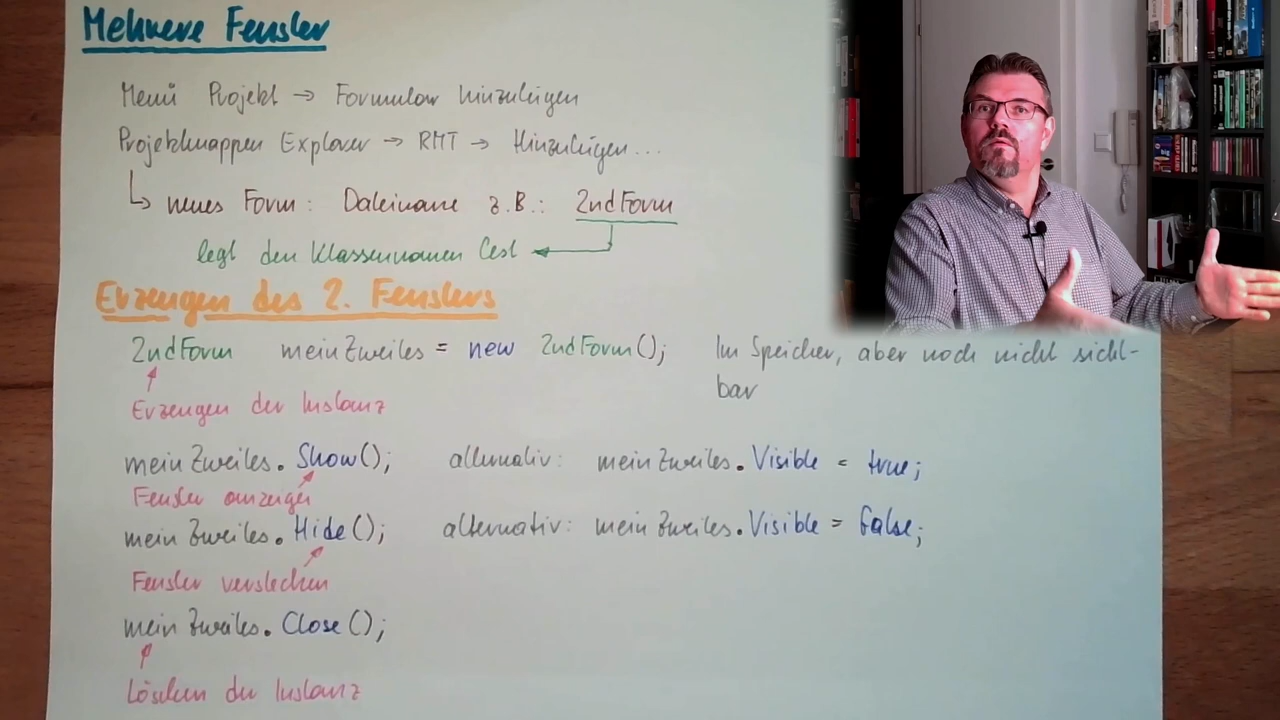 Mehrere Fenster
Menü Projekt → Formular hinzufügen
Projektmappen Explorer → RMT → Hinzufügen...
↳ neues Form: Dateiname z.B.: 2ndForm
legt den Klassennamen fest
Erzeugen des 2. Fensters
2ndForm meinZweites = new 2ndForm(); Im Speicher, aber noch nicht sicht-
bar
Erzeugen der Instanz
meinZweites.Show(); alternativ: meinZweites.Visible = true;
Fenster anzeigen
meinZweites.Hide(); alternativ: meinZweites.Visible = false;
Fenster verstecken
meinZweites.Close();
Löschen der Instanz